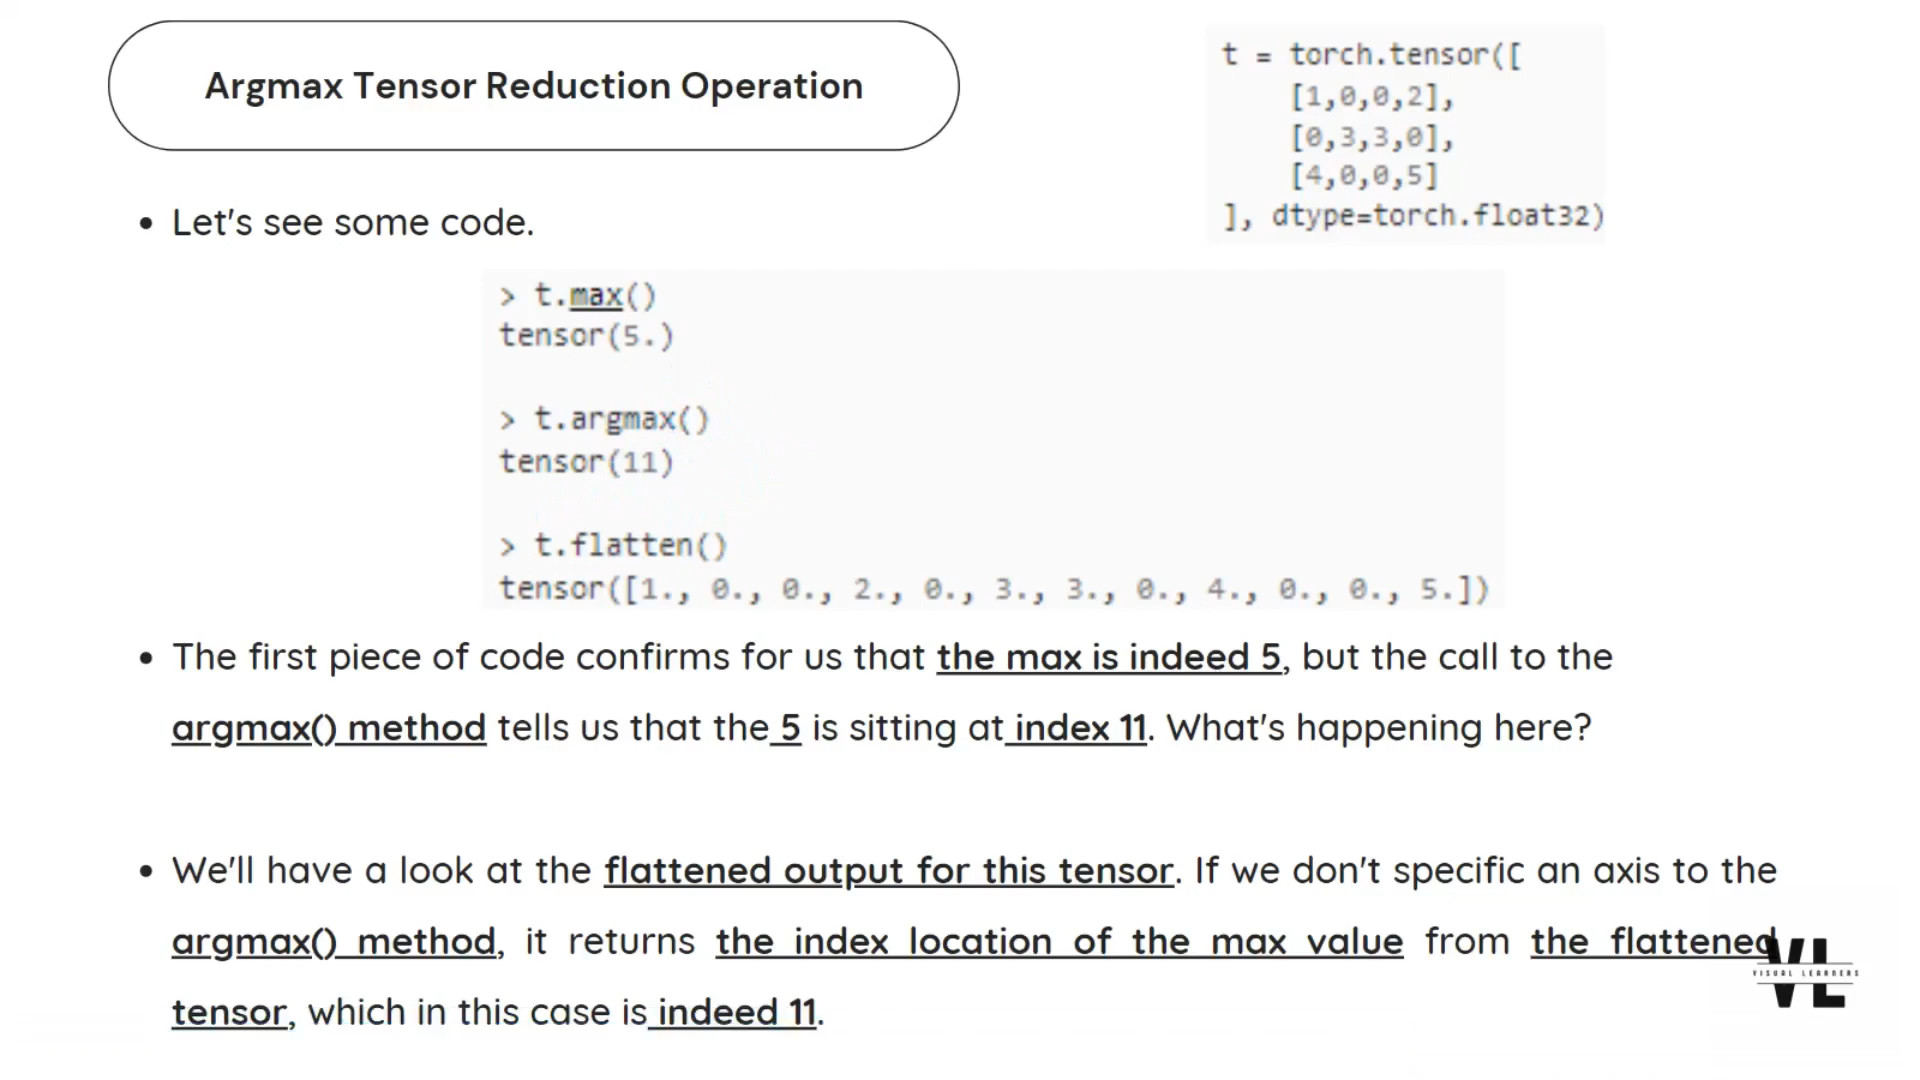 Argmax Tensor Reduction Operation
t = torch.tensor([
[1,0,0,2],
[0,3,3,0],
[4,0,0,5]
], dtype=torch.float32)
• Let's see some code.
> t.max()
tensor(5.)
> t.argmax()
tensor(11)
> t.flatten()
tensor([1., 0., 0., 2., 0., 3., 3., 0., 4., 0., 0., 5.])
• The first piece of code confirms for us that the max is indeed 5, but the call to the
argmax() method tells us that the 5 is sitting at index 11. What's happening here?
• We'll have a look at the flattened output for this tensor. If we don't specific an axis to the
argmax() method, it returns the index location of the max value from the flattened
tensor, which in this case is indeed 11.
VL
VISUAL LEARNERS